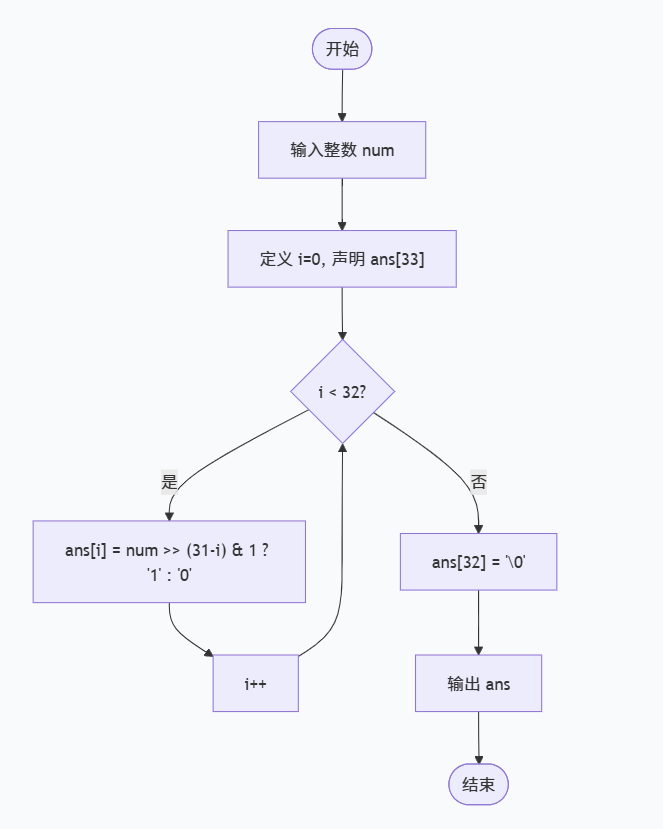 开始
输入整数 num
定义 i=0, 声明 ans[33]
i < 32?
是
否
ans[i] = num >> (31-i) & 1 ?
'1' : '0'
ans[32] = '\0'
i++
输出 ans
结束